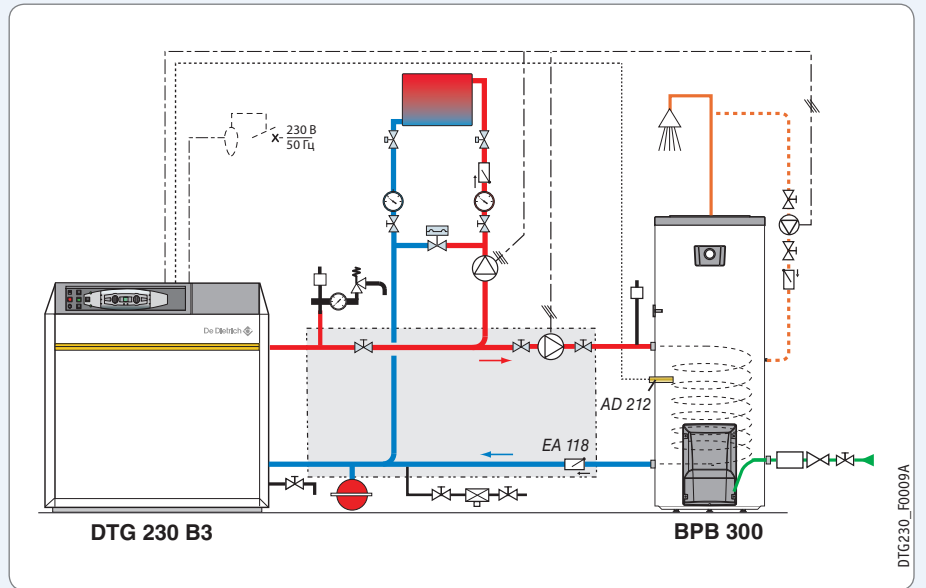 230 В
50 Гц
De Dietrich
AD 212
EA 118
DTG 230 B3
BPB 300
DTG230_F0009A